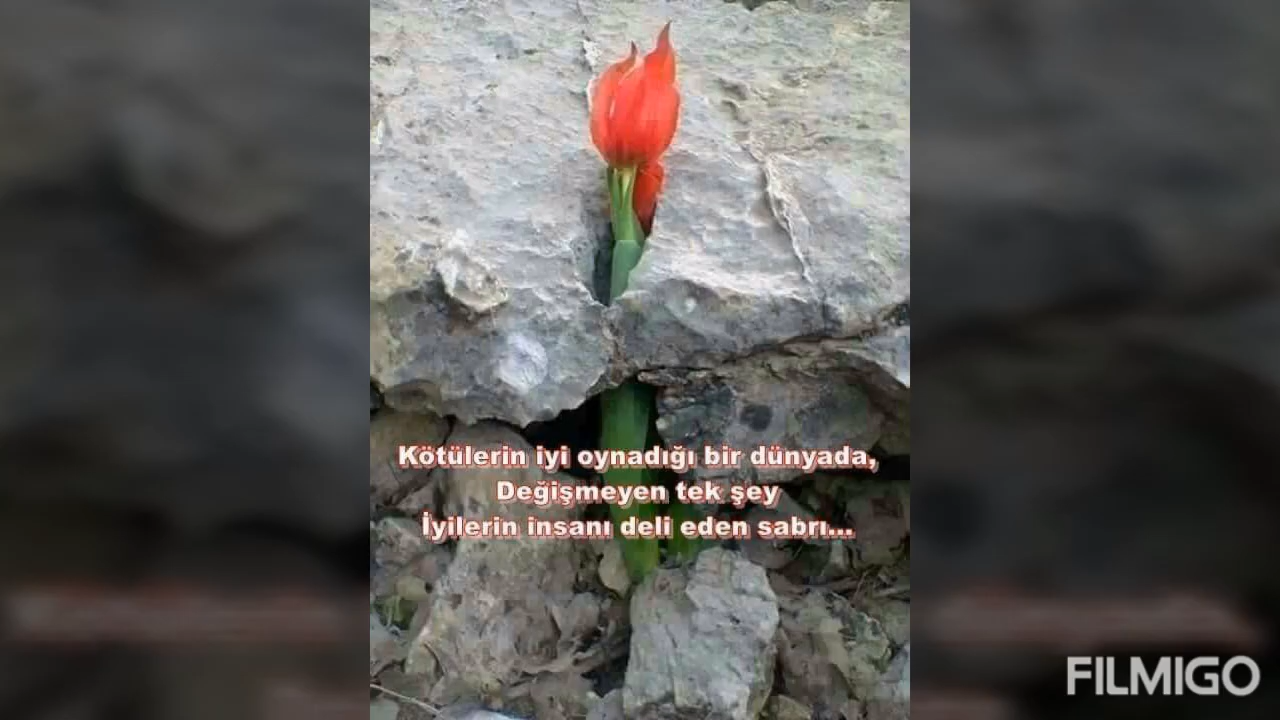 Kötülerin iyi oynadığı bir dünyada,
Değişmeyen tek şey
İyilerin insanı deli eden sabrı...
FILMIGO